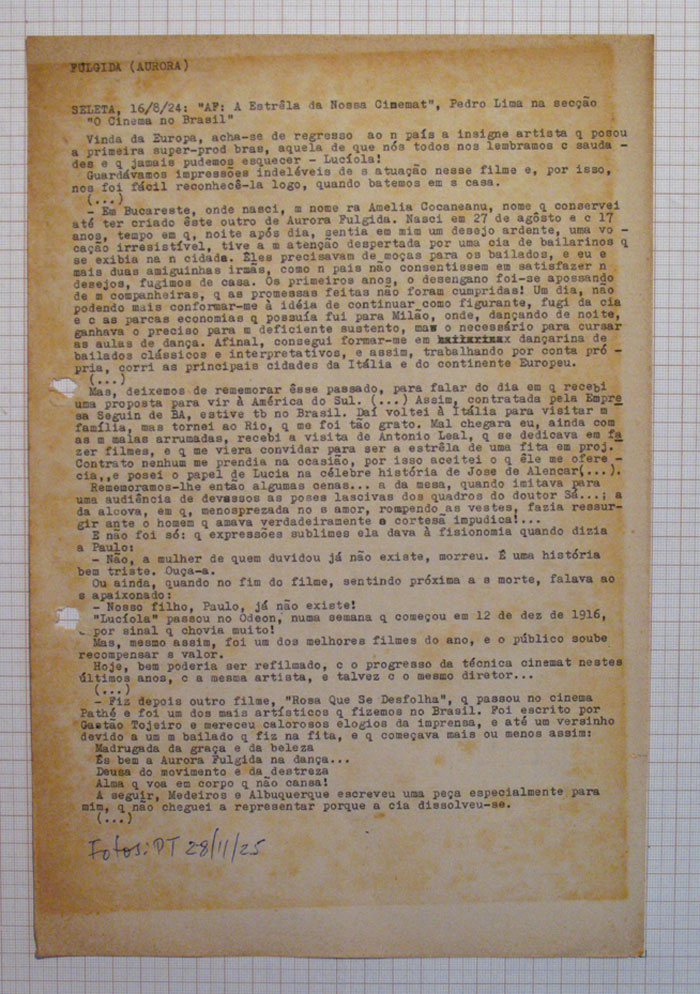 FULGIDA (AURORA)
SELETA, 16/8/24: "AF: A Estrêla da Nossa Cinemat", Pedro Lima na secção
"O Cinema no Brasil"
Vinda da Europa, acha-se de regresso ao n país a insigne artista q posou
a primeira super-prod bras, aquela de que nós todos nos lembramos c sauda -
des e q jamais pudemos esquecer - Lucíola!
Guardávamos impressões indeléveis de s atuação nesse filme e, por isso,
nos foi fácil reconhecê-la logo, quando batemos em s casa.
(...)
- Em Bucareste, onde nasci, m nome ra Amelia Cocaneanu, nome q conservei
até ter criado êste outro de Aurora Fulgida. Nasci em 27 de agôsto e c 17
anos, tempo em q, noite após dia, sentia em mim um desejo ardente, uma vo -
cação irresistível, tive a m atenção despertada por uma cia de bailarinos q
se exibia na n cidade. Êles precisavam de moças para os bailados, e eu e
mais duas amiguinhas irmãs, como n pais não consentissem em satisfazer n
desejos, fugimos de casa. Os primeiros anos, o desengano foi-se apossando
de m companheiras, q as promessas feitas não foram cumpridas! Um dia, não
podendo mais conformar-me à idéia de continuar como figurante, fugi da cia
e c as parcas economias q possuía fui para Milão, onde, dançando de noite,
ganhava o preciso para m deficiente sustento, mas o necessário para cursar
as aulas de dança. Afinal, consegui formar-me em dançarina de
bailados clássicos e interpretativos, e assim, trabalhando por conta pró -
pria, corri as principais cidades da Itália e do continente Europeu.
(...)
Mas, deixemos de rememorar êsse passado, para falar do dia em q recebi
uma proposta para vir à América do Sul. (...) Assim, contratada pela Empre
sa Seguin de BA, estive tb no Brasil. Daí voltei à Itália para visitar m
família, mas tornei ao Rio, q me foi tão grato. Mal chegara eu, ainda com
as m malas arrumadas, recebi a visita de Antonio Leal, q se dedicava em fa
zer filmes, e q me viera convidar para ser a estrêla de uma fita em proj.
Contrato nenhum me prendia na ocasião, por isso aceitei o q êle me ofere -
cia,,e posei o papel de Lucia na célebre história de Jose de Alencar(...).
Rememoramos-lhe então algumas cenas... a da mesa, quando imitava para
uma audiência de devassos as poses lascivas dos quadros do doutor Sá...; a
da alcova, em q, menosprezada no s amor, rompendo as vestes, fazia ressur-
gir ante o homem q amava verdadeiramente a cortesã impudica!...
E não foi só: q expressões sublimes ela dava à fisionomia quando dizia
a Paulo:
- Não, a mulher de quem duvidou já não existe, morreu. É uma história
bem triste. Ouça-a.
Ou ainda, quando no fim do filme, sentindo próxima a s morte, falava ao
s apaixonado:
- Nosso filho, Paulo, já não existe!
"Lucíola" passou no Odeon, numa semana q começou em 12 de dez de 1916,
e por sinal q chovia muito!
Mas, mesmo assim, foi um dos melhores filmes do ano, e o público soube
recompensar s valor.
Hoje, bem poderia ser refilmado, c o progresso da técnica cinemat nestes
últimos anos, c a mesma artista, e talvez c o mesmo diretor...
(...)
- Fiz depois outro filme, "Rosa Que Se Desfolha", q passou no cinema
Pathé e foi um dos mais artísticos q fizemos no Brasil. Foi escrito por
Gastão Tojeiro e mereceu calorosos elogios da imprensa, e até um versinho
devido a um m bailado q fiz na fita, e q começava mais ou menos assim:
Madrugada da graça e da beleza
És bem a Aurora Fulgida na dança...
Deusa do movimento e da destreza
Alma q voa em corpo q não cansa!
A seguir, Medeiros e Albuquerque escreveu uma peça especialmente para
mim, q não cheguei a representar porque a cia dissolveu-se.
(...)
Fotos: PT 28/11/25